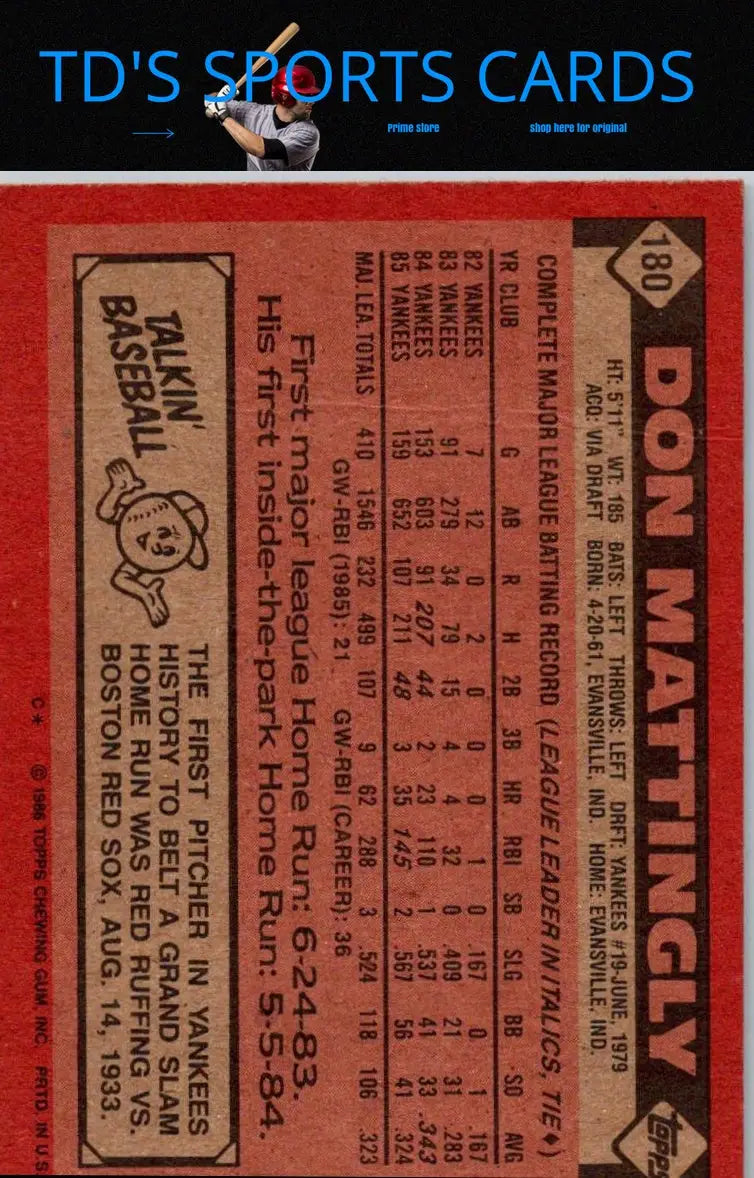 TD'S SPORTS CARDS
Prime store
shop here for original
180
DON MATTINGLY
topps
HT: 5'11" WT: 185 BATS: LEFT THROWS: LEFT DRFT: YANKEES #19-JUNE, 1979
ACQ: VIA DRAFT BORN: 4-20-61, EVANSVILLE, IND. HOME: EVANSVILLE, IND.
COMPLETE MAJOR LEAGUE BATTING RECORD (LEAGUE LEADER IN ITALICS, TIE♦)
YR CLUB G AB R H 2B 3B HR RBI SB SLG BB SO AVG
82 YANKEES 7 12 0 2 0 0 0 1 0 .167 0 1 .167
83 YANKEES 91 279 34 79 15 4 4 32 0 .409 21 31 .283
84 YANKEES 153 603 91 207 44 2 23 110 1 .537 41 33 .343
85 YANKEES 159 652 107 211 48 3 35 145 2 .567 56 41 .324
MAJ. LEA. TOTALS 410 1546 232 499 107 9 62 288 3 .524 118 106 .323
GW-RBI (1985): 21 GW-RBI (CAREER): 36
First major league Home Run: 6-24-83.
His first inside-the-park Home Run: 5-5-84.
TALKIN'
BASEBALL
THE FIRST PITCHER IN YANKEES
HISTORY TO BELT A GRAND SLAM
HOME RUN WAS RED RUFFING VS.
BOSTON RED SOX, AUG. 14, 1933.
C* © 1986 TOPPS CHEWING GUM, INC. PRTD. IN U.S.